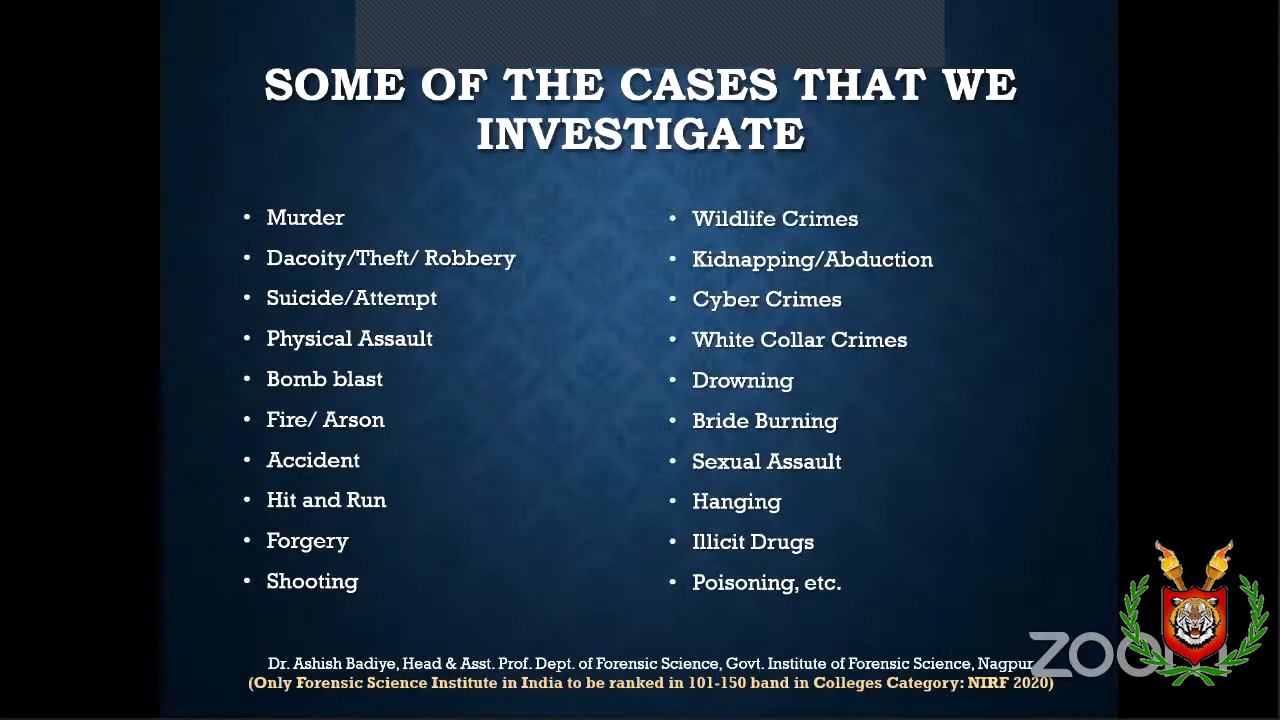 SOME OF THE CASES THAT WE
INVESTIGATE
• Murder
• Dacoity/Theft/ Robbery
• Suicide/Attempt
• Physical Assault
• Bomb blast
• Fire/ Arson
• Accident
• Hit and Run
• Forgery
• Shooting
• Wildlife Crimes
• Kidnapping/Abduction
• Cyber Crimes
• White Collar Crimes
• Drowning
• Bride Burning
• Sexual Assault
• Hanging
• Illicit Drugs
• Poisoning, etc.
Dr. Ashish Badiye, Head & Asst. Prof. Dept. of Forensic Science, Govt. Institute of Forensic Science, Nagpur
(Only Forensic Science Institute in India to be ranked in 101-150 band in Colleges Category: NIRF 2020)
zoom